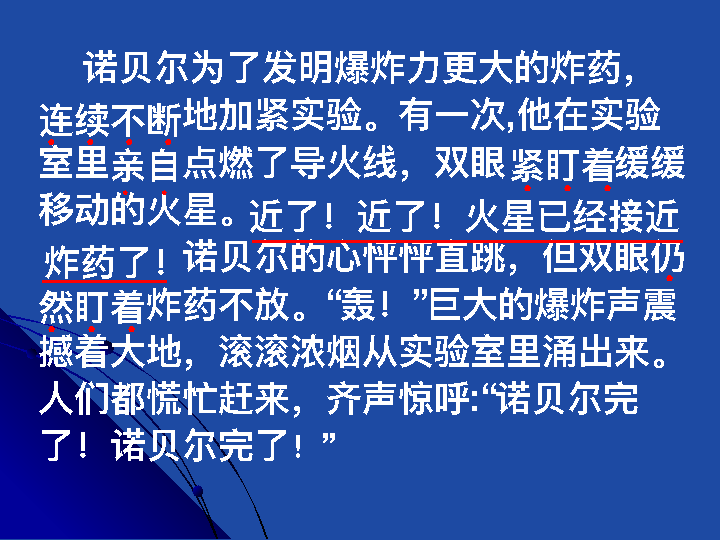 诺贝尔为了发明爆炸力更大的炸药，
连续不断地加紧实验。有一次,他在实验
室里亲自点燃了导火线，双眼紧盯着缓缓
移动的火星。近了！近了！火星已经接近
炸药了！诺贝尔的心怦怦直跳，但双眼仍
然盯着炸药不放。“轰！”巨大的爆炸声震
撼着大地，滚滚浓烟从实验室里涌出来。
人们都慌忙赶来，齐声惊呼:“诺贝尔完
了！诺贝尔完了！”